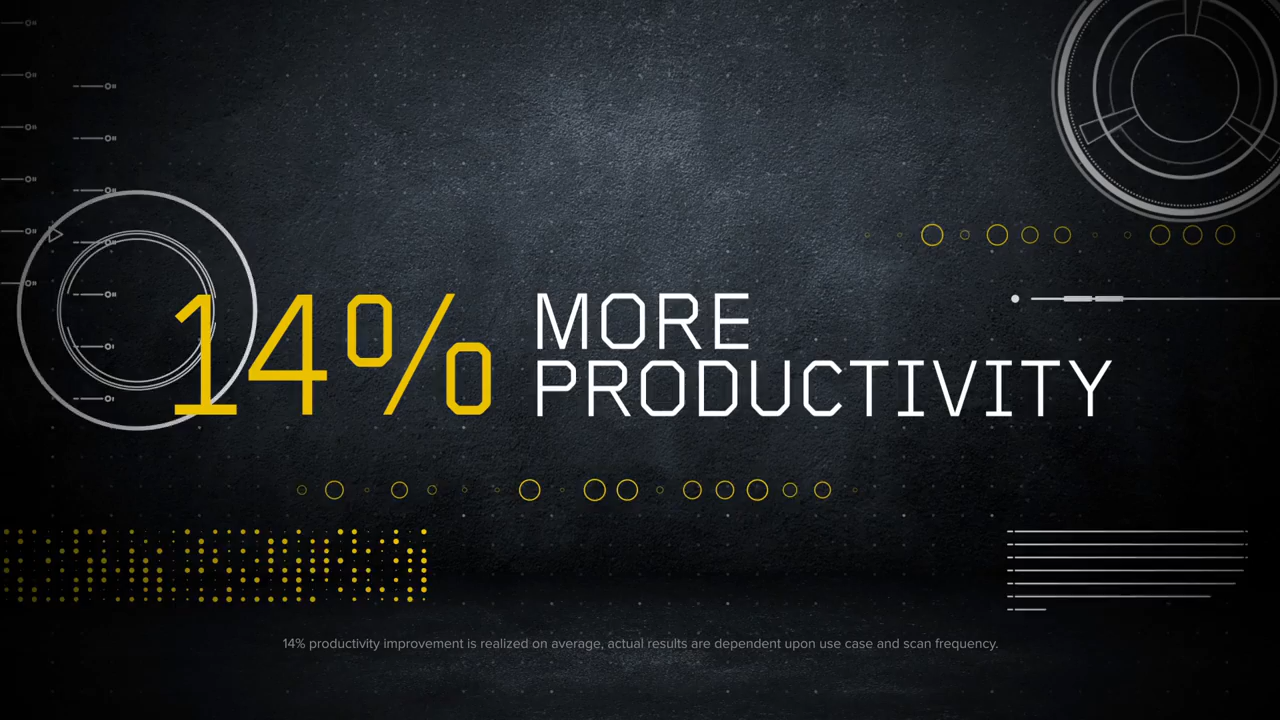 14% MORE
PRODUCTIVITY
14% productivity improvement is realized on average, actual results are dependent upon use case and scan frequency.